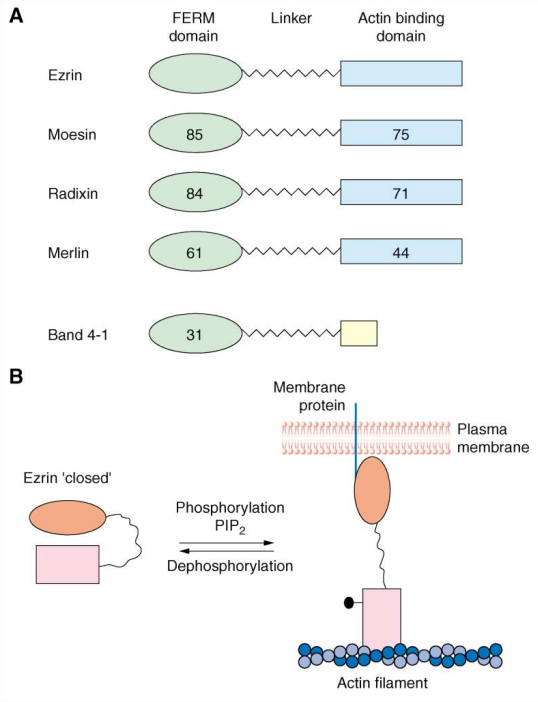 A
FERM
domain
Linker
Actin binding
domain
Ezrin
Moesin
85
75
Radixin
84
71
Merlin
61
44
Band 4-1
31
B
Membrane
protein
Plasma
membrane
Ezrin 'closed'
Phosphorylation
PIP2
Dephosphorylation
Actin filament